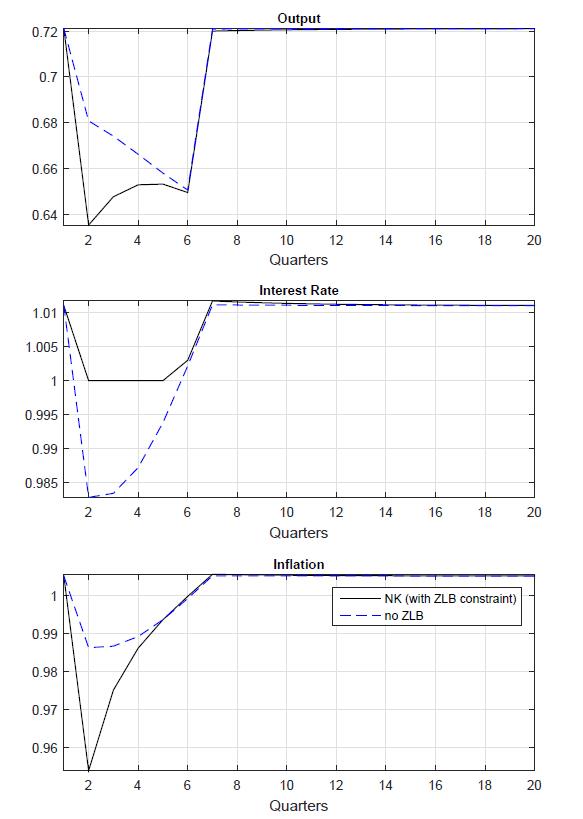 Output
0.72
0.7
0.68
0.66
0.64
2 4 6 8 10 12 14 16 18 20
Quarters
Interest Rate
1.01
1.005
1
0.995
0.99
0.985
2 4 6 8 10 12 14 16 18 20
Quarters
Inflation
1
0.99
0.98
0.97
0.96
NK (with ZLB constraint)
no ZLB
2 4 6 8 10 12 14 16 18 20
Quarters